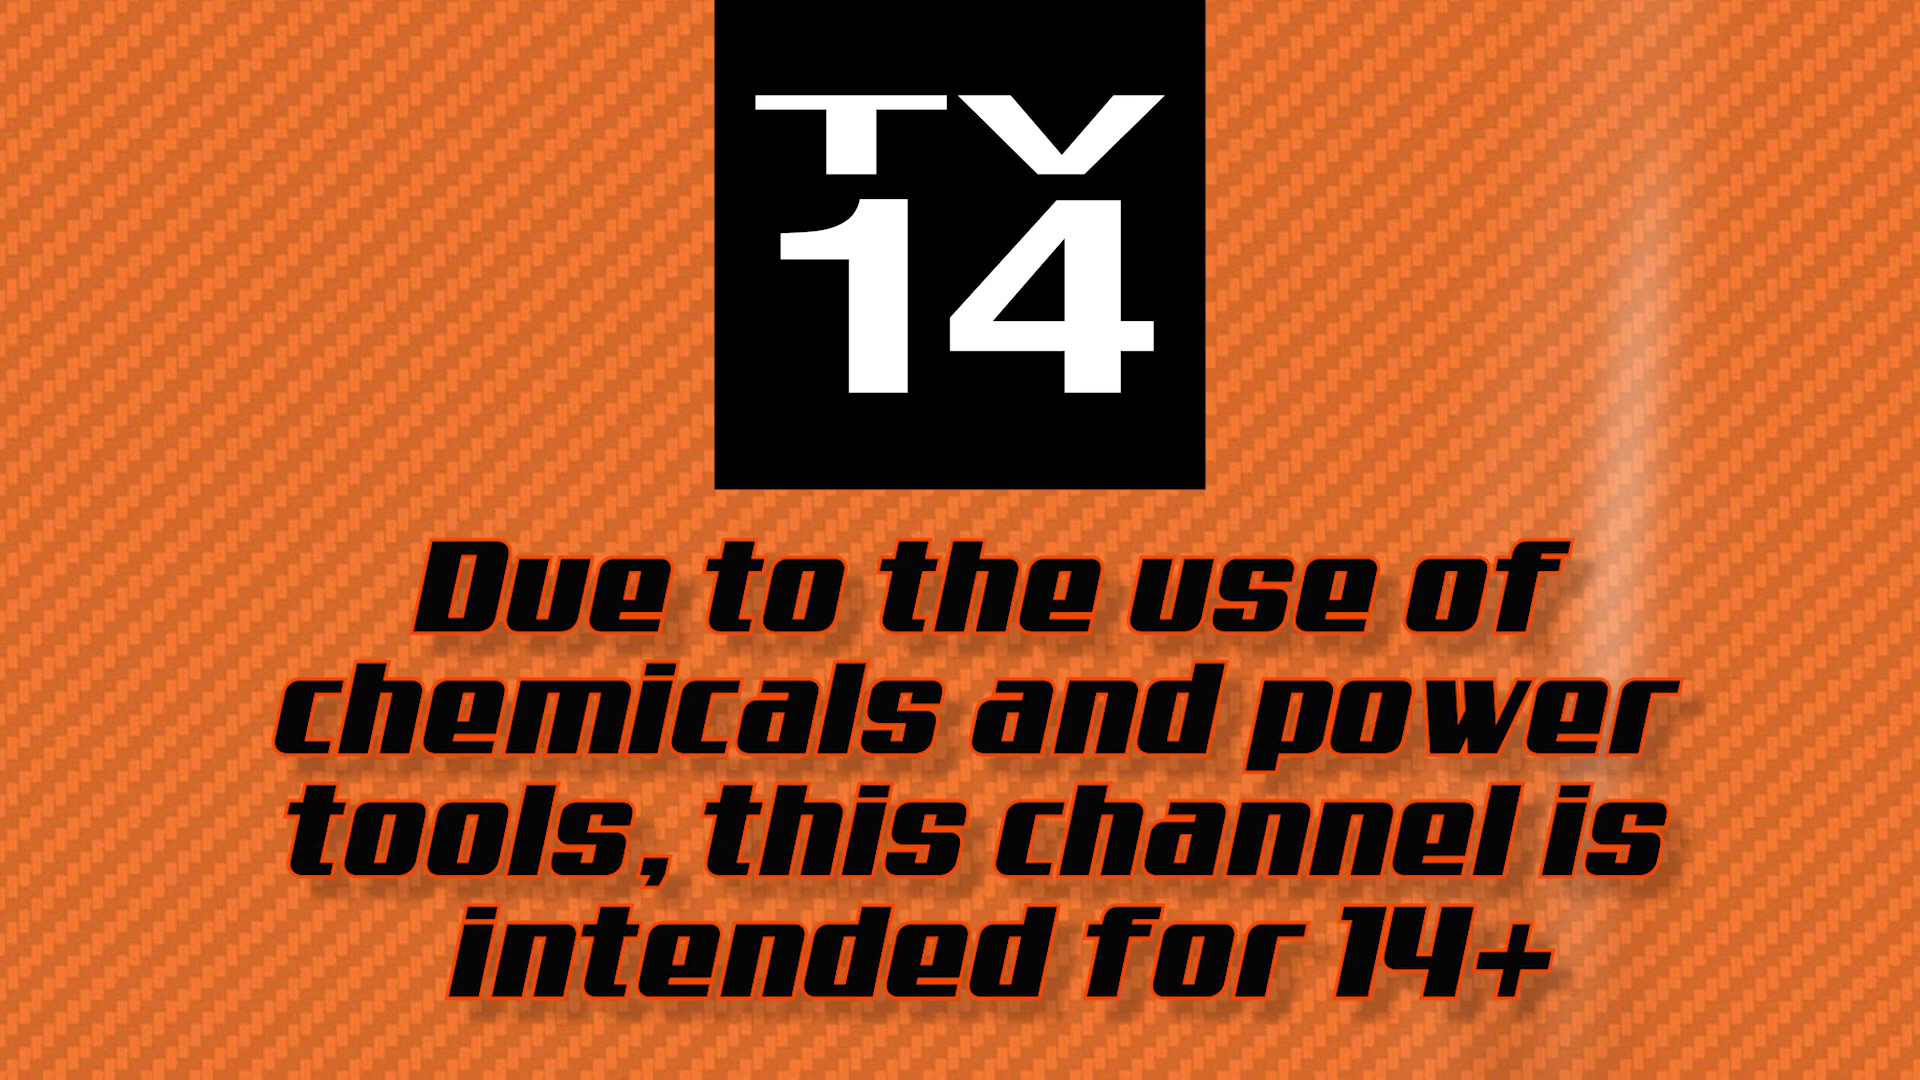 TV
14
Due to the use of
chemicals and power
tools, this channel is
intended for 14+